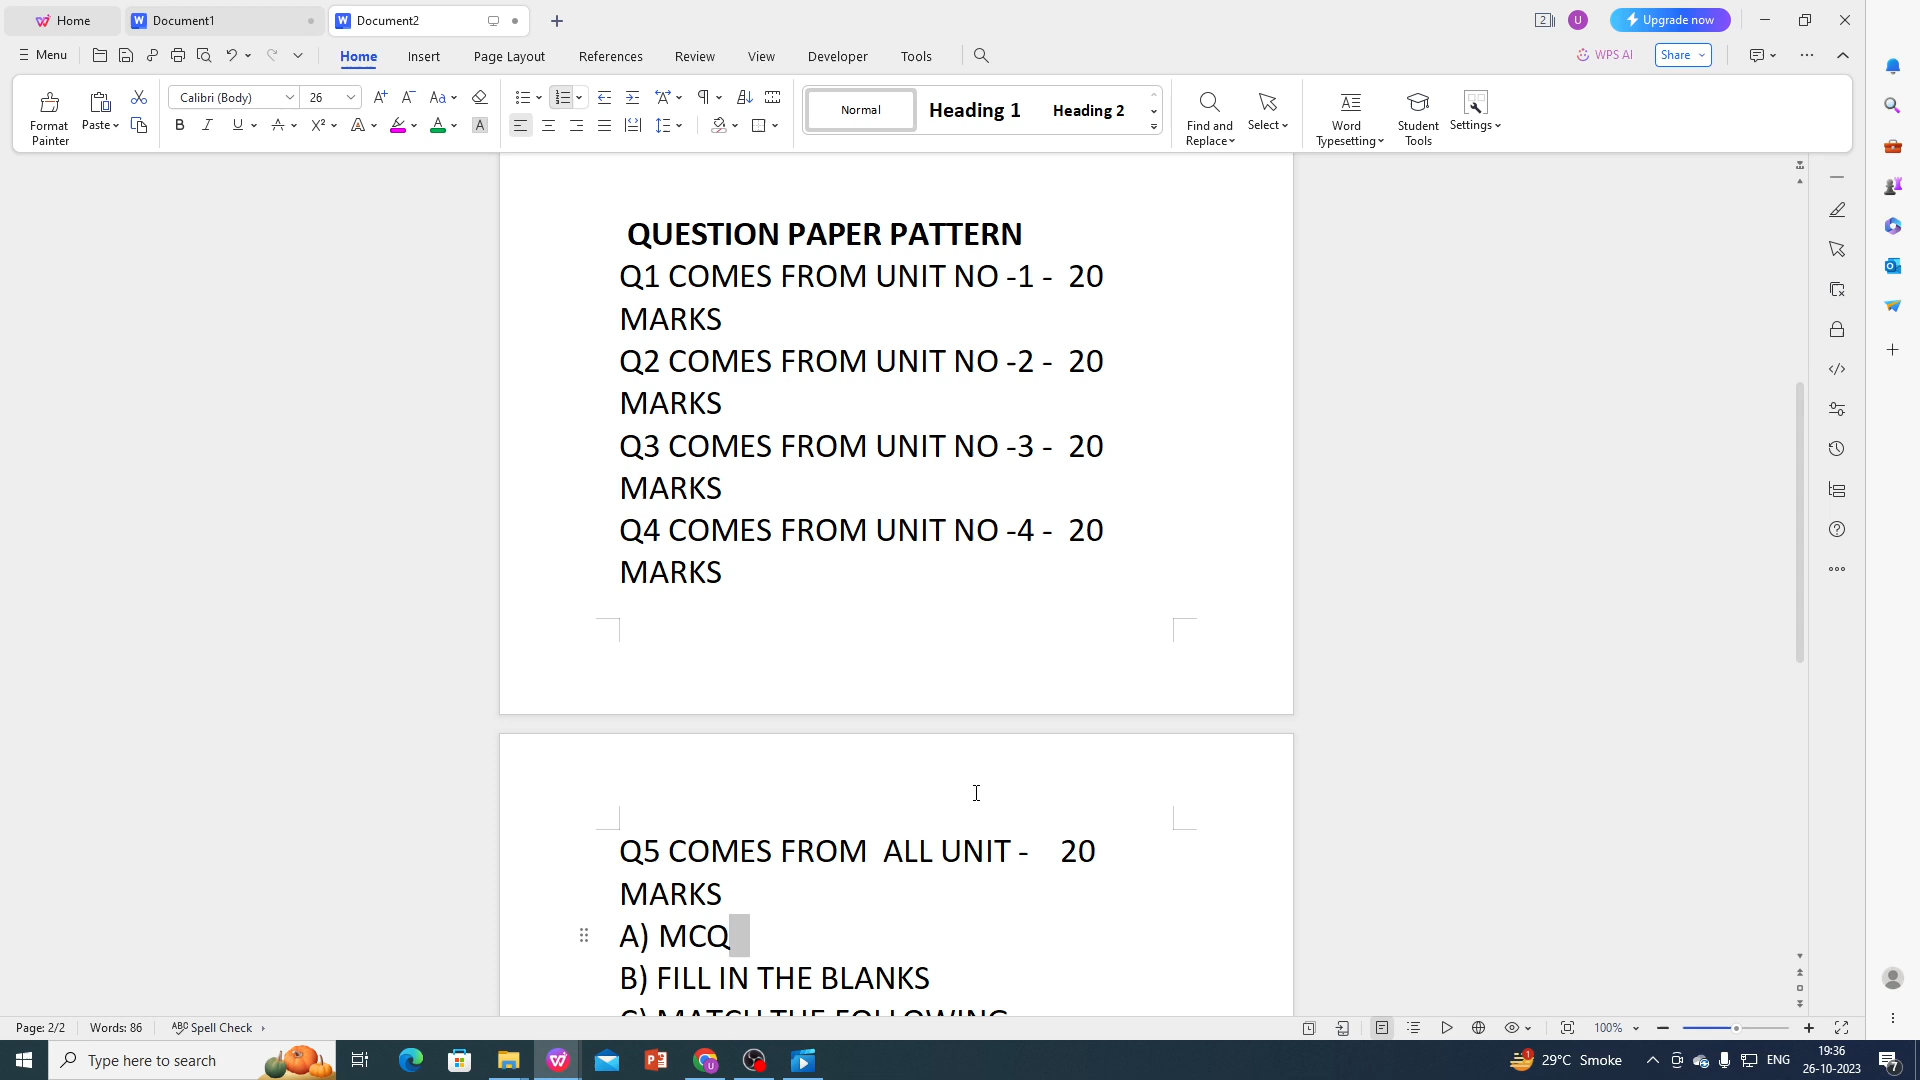 Home
Document1
Document2
2
U
Upgrade now
Menu
Home
Insert
Page Layout
References
Review
View
Developer
Tools
WPS AI
Share
Format Painter
Paste
Calibri (Body)
26
Normal
Heading 1
Heading 2
Find and Replace
Select
Word Typesetting
Student Tools
Settings
QUESTION PAPER PATTERN
Q1 COMES FROM UNIT NO -1 - 20
MARKS
Q2 COMES FROM UNIT NO -2 - 20
MARKS
Q3 COMES FROM UNIT NO -3 - 20
MARKS
Q4 COMES FROM UNIT NO -4 - 20
MARKS
Q5 COMES FROM ALL UNIT - 20
MARKS
A) MCQ
B) FILL IN THE BLANKS
C) MATCH THE FOLLOWING
Page: 2/2
Words: 86
Spell Check
100%
Type here to search
29°C Smoke
ENG
19:36
26-10-2023
7